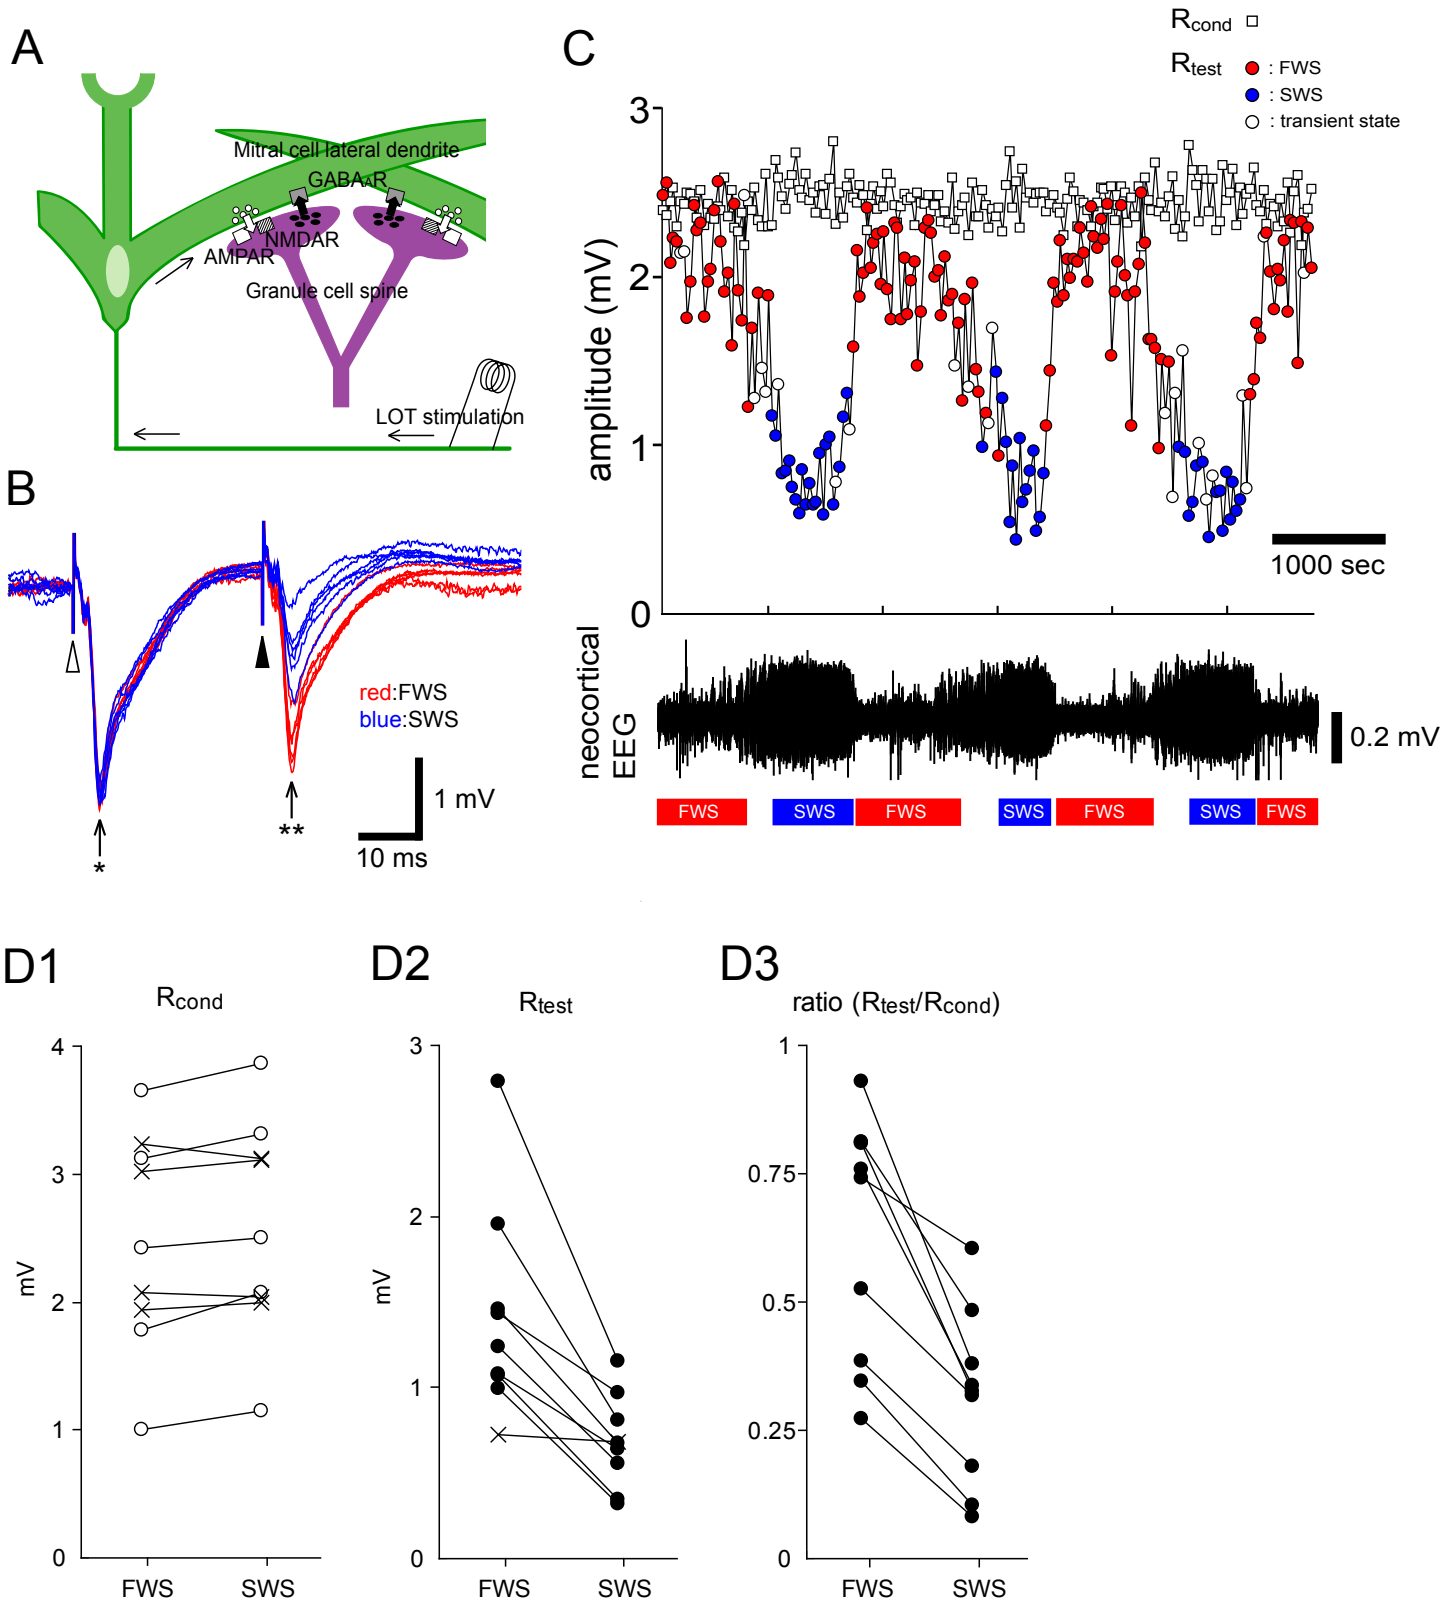 A
Mitral cell lateral dendrite
GABAAR
NMDAR
AMPAR
Granule cell spine
LOT stimulation
B
red:FWS
blue:SWS
1 mV
10 ms
*
**
C
Rcond
Rtest
: FWS
: SWS
: transient state
3
2
1
0
amplitude (mV)
1000 sec
neocortical
EEG
0.2 mV
FWS SWS FWS SWS FWS SWS FWS
D1
Rcond
4
3
2
1
0
mV
FWS SWS
D2
Rtest
3
2
1
0
mV
FWS SWS
D3
ratio (Rtest/Rcond)
1
0.75
0.5
0.25
0
FWS SWS